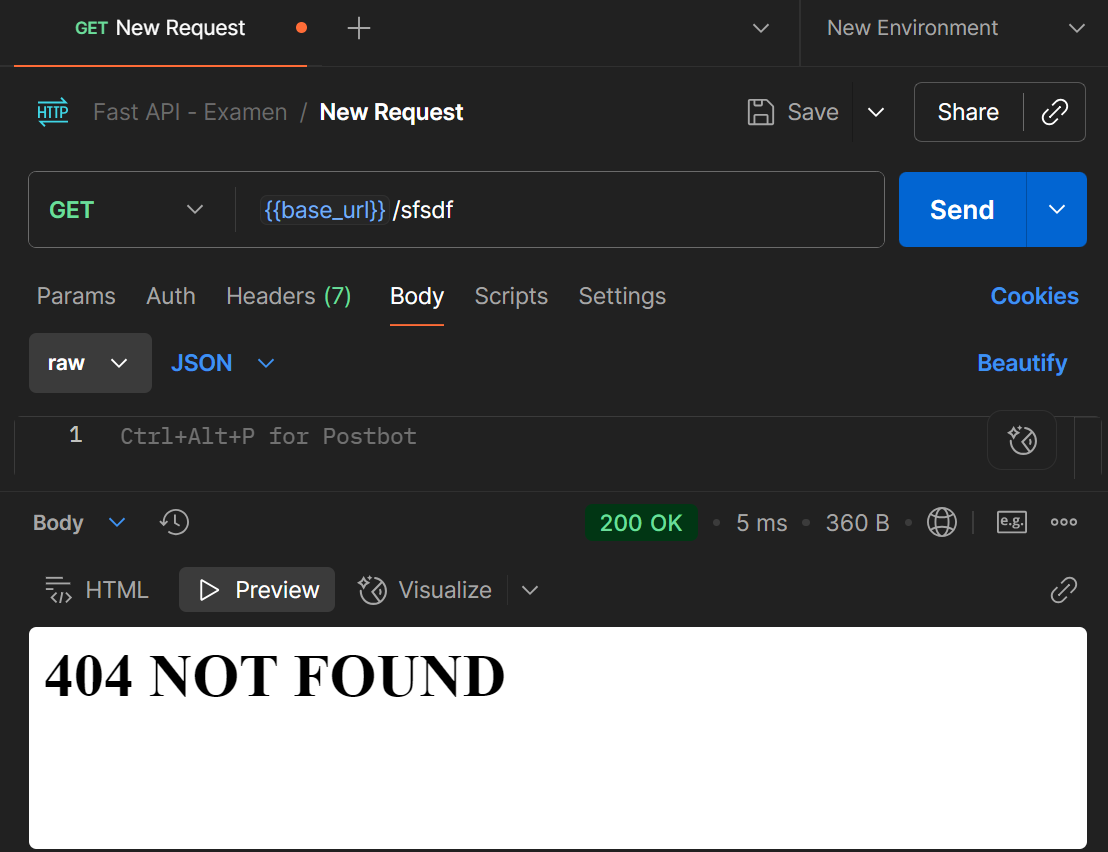 GET New Request New Environment
HTTP Fast API - Examen / New Request Save Share
GET {{base_url}}/sfsdf Send
Params Auth Headers (7) Body Scripts Settings Cookies
raw JSON Beautify
1 Ctrl+Alt+P for Postbot
Body 200 OK • 5 ms • 360 B • e.g.
HTML Preview Visualize
404 NOT FOUND